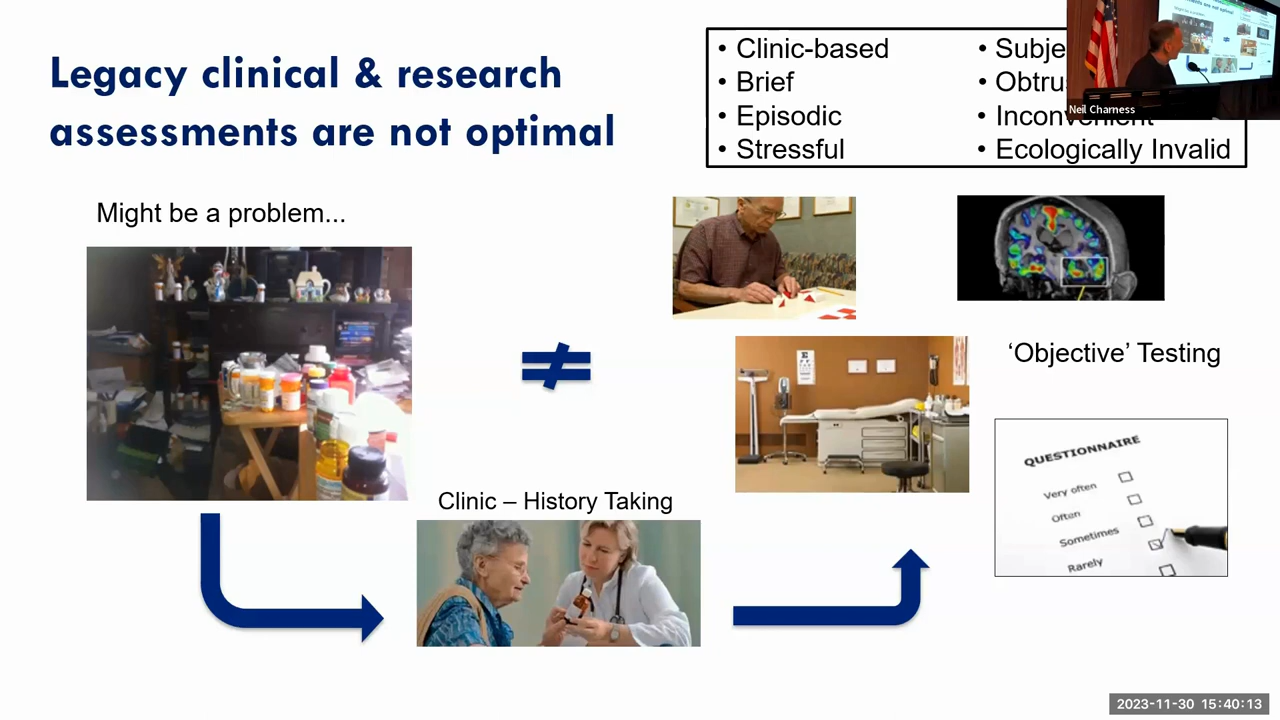 Legacy clinical & research
assessments are not optimal
• Clinic-based
• Brief
• Episodic
• Stressful
• Subje
• Obtru
• Inconvenient
• Ecologically Invalid
Neil Charness
Might be a problem...
Clinic – History Taking
'Objective' Testing
QUESTIONNAIRE
Very often
Often
Sometimes
Rarely
2023-11-30 15:40:13